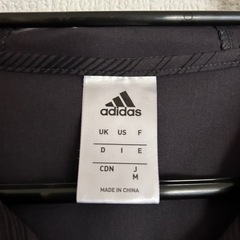 adidas
UK US F
D I E
CDN J
M
MADE IN CHINA